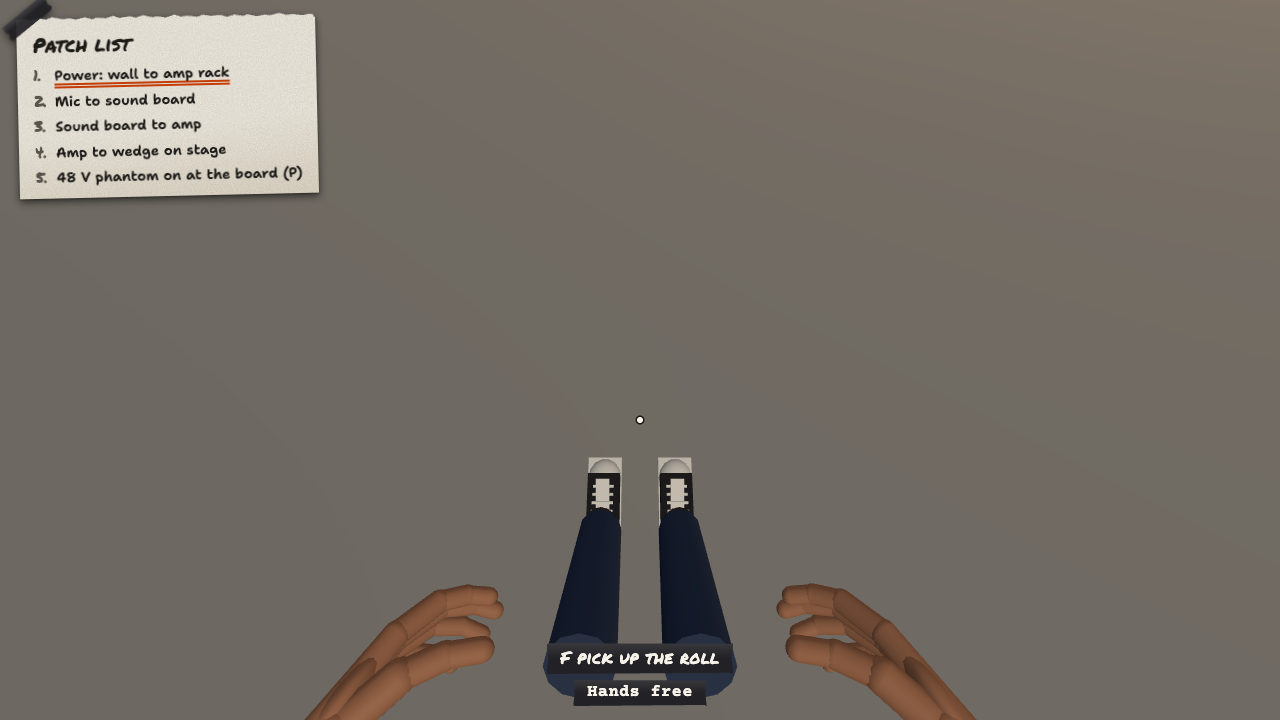 Patch list
1. Power: wall to amp rack
2. Mic to sound board
3. Sound board to amp
4. Amp to wedge on stage
5. 48 V phantom on at the board (P)
F pick up the roll
Hands free